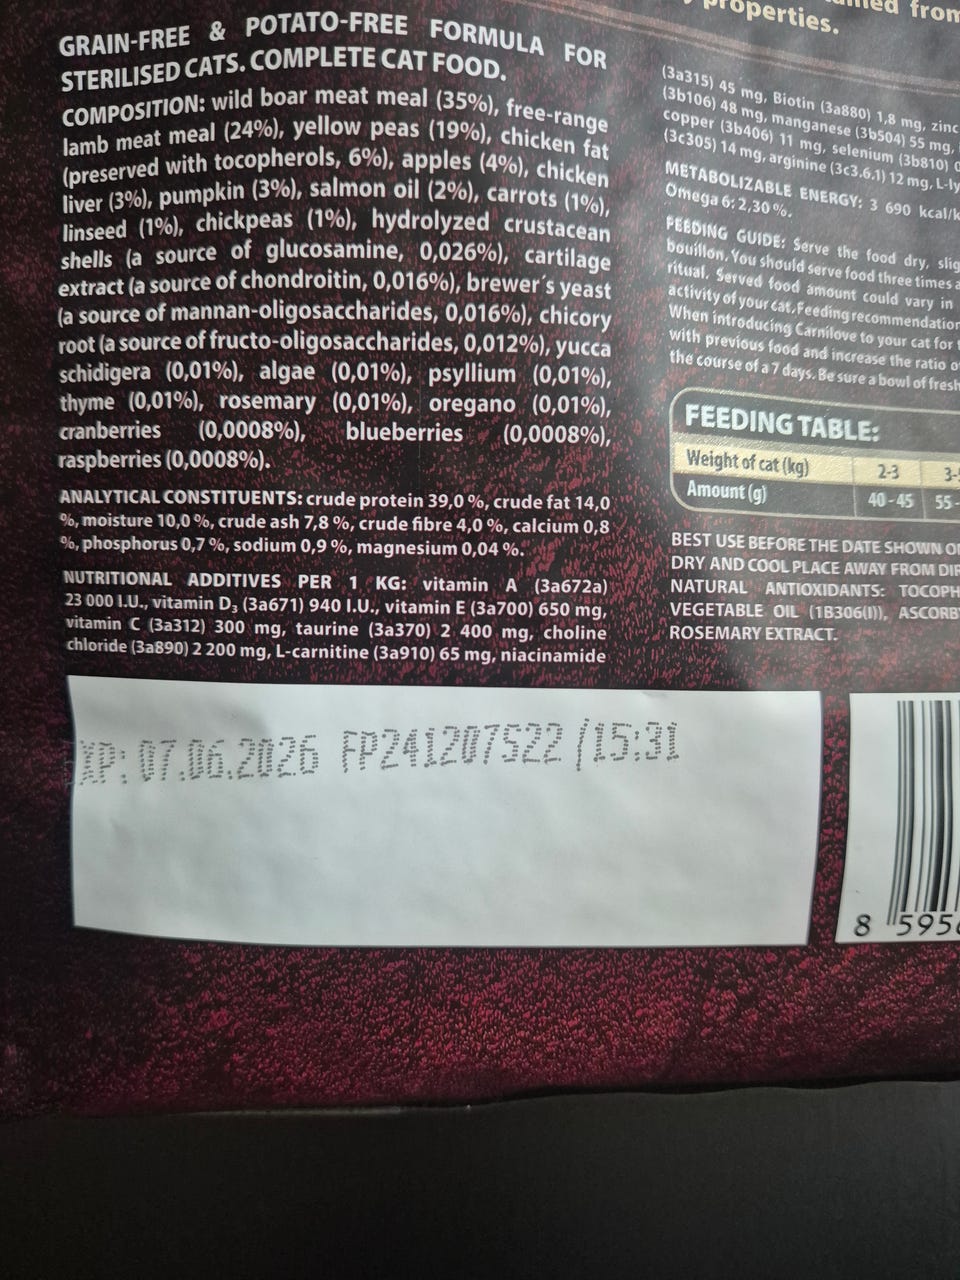 GRAIN-FREE & POTATO-FREE FORMULA FOR
STERILISED CATS. COMPLETE CAT FOOD.
COMPOSITION: wild boar meat meal (35%), free-range
lamb meat meal (24%), yellow peas (19%), chicken fat
(preserved with tocopherols, 6%), apples (4%), chicken
liver (3%), pumpkin (3%), salmon oil (2%), carrots (1%),
linseed (1%), chickpeas (1%), hydrolyzed crustacean
shells (a source of glucosamine, 0,026%), cartilage
extract (a source of chondroitin, 0,016%), brewer´s yeast
(a source of mannan-oligosaccharides, 0,016%), chicory
root (a source of fructo-oligosaccharides, 0,012%), yucca
schidigera (0,01%), algae (0,01%), psyllium (0,01%),
thyme (0,01%), rosemary (0,01%), oregano (0,01%),
cranberries (0,0008%), blueberries (0,0008%),
raspberries (0,0008%).
ANALYTICAL CONSTITUENTS: crude protein 39,0 %, crude fat 14,0
%, moisture 10,0 %, crude ash 7,8 %, crude fibre 4,0 %, calcium 0,8
%, phosphorus 0,7 %, sodium 0,9 %, magnesium 0,04 %.
NUTRITIONAL ADDITIVES PER 1 KG: vitamin A (3a672a)
23 000 I.U., vitamin D3 (3a671) 940 I.U., vitamin E (3a700) 650 mg,
vitamin C (3a312) 300 mg, taurine (3a370) 2 400 mg, choline
chloride (3a890) 2 200 mg, L-carnitine (3a910) 65 mg, niacinamide
from
properties.
(3a315) 45 mg, Biotin (3a880) 1,8 mg, zinc
(3b106) 48 mg, manganese (3b504) 55 mg,
copper (3b406) 11 mg, selenium (3b810)
(3c305) 14 mg, arginine (3c3.6.1) 12 mg, L-ly
METABOLIZABLE ENERGY: 3 690 kcal/k
Omega 6: 2,30 %.
FEEDING GUIDE: Serve the food dry, slig
bouillon. You should serve food three times a
ritual. Served food amount could vary in
activity of your cat. Feeding recommendation
When introducing Carnilove to your cat for
with previous food and increase the ratio o
the course of a 7 days. Be sure a bowl of fresh
FEEDING TABLE:
Weight of cat (kg) 2-3 3-
Amount (g) 40 - 45 55 -
BEST USE BEFORE THE DATE SHOWN O
DRY AND COOL PLACE AWAY FROM DIR
NATURAL ANTIOXIDANTS: TOCOPH
VEGETABLE OIL (1B306(I)), ASCORB
ROSEMARY EXTRACT.
XP: 07.06.2026 FP241207522 (15:31
8 595